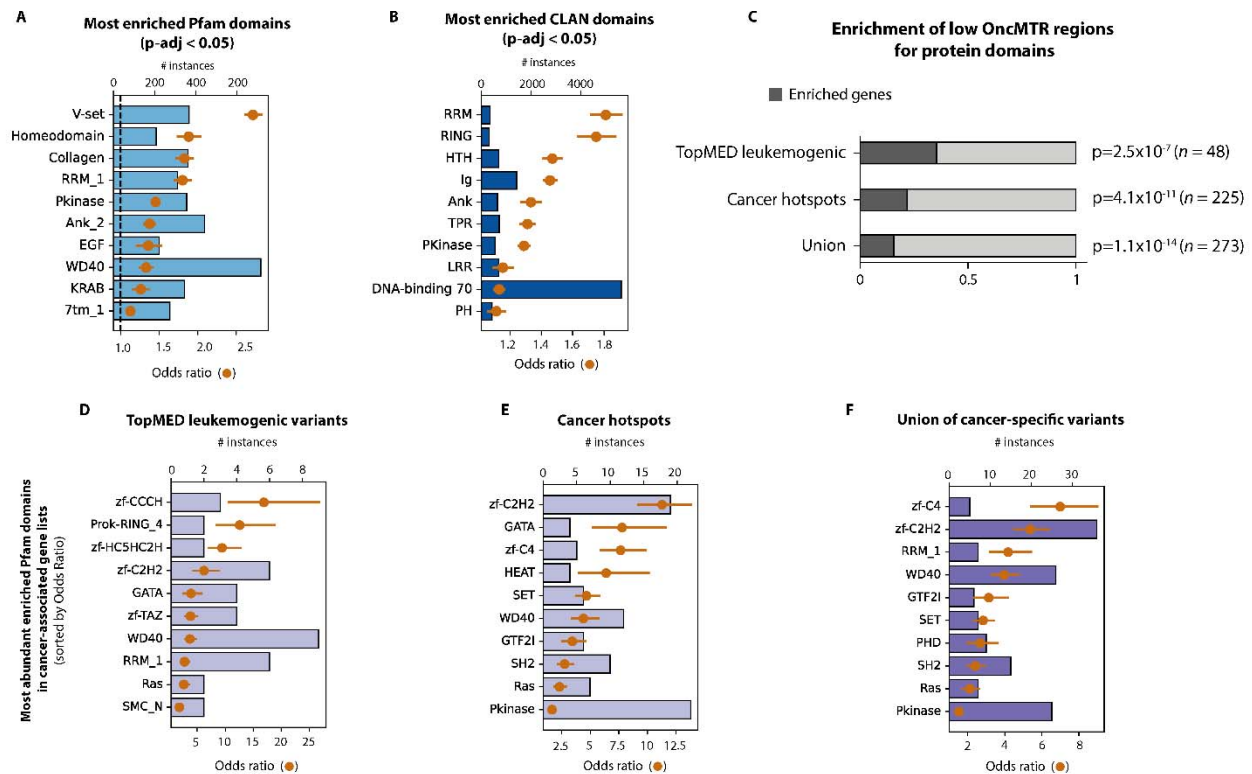 A
Most enriched Pfam domains
(p-adj < 0.05)
# instances
0 200 400 200
V-set
Homeodomain
Collagen
RRM_1
Pkinase
Ank_2
EGF
WD40
KRAB
7tm_1
1.0 1.5 2.0 2.5
Odds ratio ( )
B
Most enriched CLAN domains
(p-adj < 0.05)
# instances
0 2000 4000
RRM
RING
HTH
Ig
Ank
TPR
PKinase
LRR
DNA-binding 70
PH
1.2 1.4 1.6 1.8
Odds ratio ( )
C
Enrichment of low OncMTR regions
for protein domains
Enriched genes
TopMED leukemogenic p=2.5x10⁻⁷ (n = 48)
Cancer hotspots p=4.1x10⁻¹¹ (n = 225)
Union p=1.1x10⁻¹⁴ (n = 273)
0 0.5 1
Most abundant enriched Pfam domains
in cancer-associated gene lists
(sorted by Odds Ratio)
D
TopMED leukemogenic variants
# instances
0 2 4 6 8
zf-CCCH
Prok-RING_4
zf-HC5HC2H
zf-C2H2
GATA
zf-TAZ
WD40
RRM_1
Ras
SMC_N
5 10 15 20 25
Odds ratio ( )
E
Cancer hotspots
# instances
0 5 10 15 20
zf-C2H2
GATA
zf-C4
HEAT
SET
WD40
GTF2I
SH2
Ras
Pkinase
2.5 5 7.5 10 12.5
Odds ratio ( )
F
Union of cancer-specific variants
# instances
0 10 20 30
zf-C4
zf-C2H2
RRM_1
WD40
GTF2I
SET
PHD
SH2
Ras
Pkinase
2 4 6 8
Odds ratio ( )